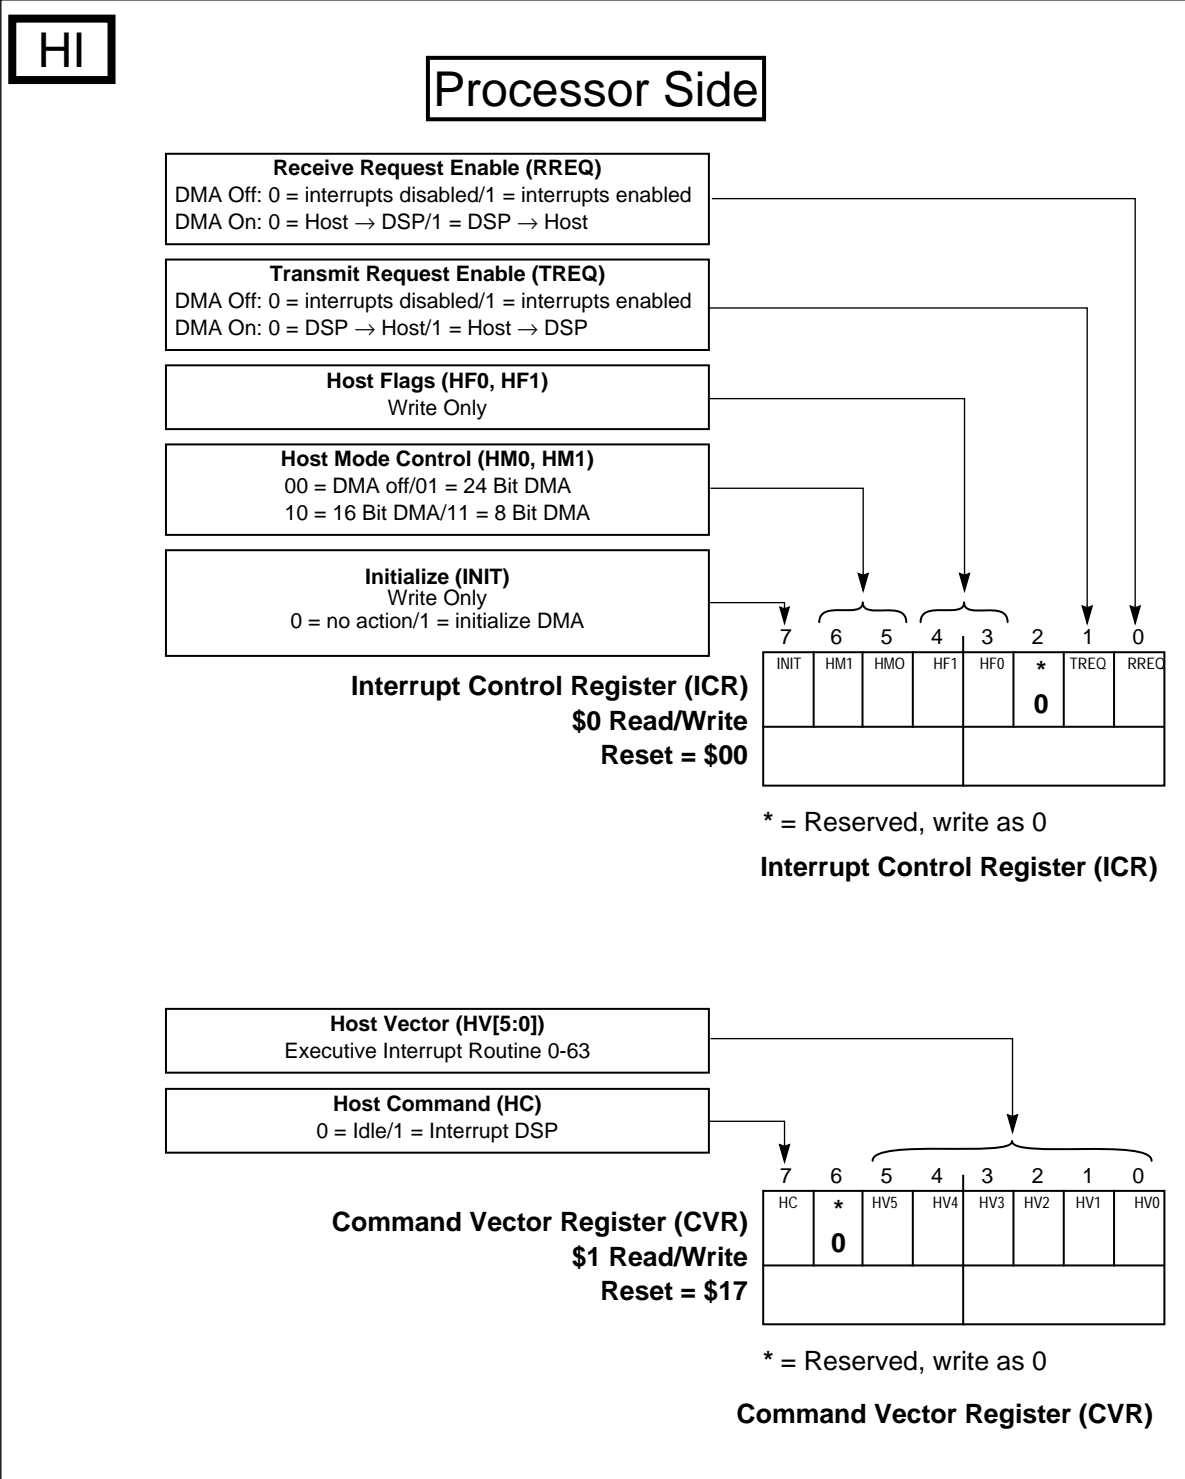 HI
Processor Side
Receive Request Enable (RREQ)
DMA Off: 0 = interrupts disabled/1 = interrupts enabled
DMA On: 0 = Host → DSP/1 = DSP → Host
Transmit Request Enable (TREQ)
DMA Off: 0 = interrupts disabled/1 = interrupts enabled
DMA On: 0 = DSP → Host/1 = Host → DSP
Host Flags (HF0, HF1)
Write Only
Host Mode Control (HM0, HM1)
00 = DMA off/01 = 24 Bit DMA
10 = 16 Bit DMA/11 = 8 Bit DMA
Initialize (INIT)
Write Only
0 = no action/1 = initialize DMA
7 6 5 4 3 2 1 0
INIT HM1 HMO HF1 HF0 * TREQ RREQ
0
Interrupt Control Register (ICR)
$0 Read/Write
Reset = $00
* = Reserved, write as 0
Interrupt Control Register (ICR)
Host Vector (HV[5:0])
Executive Interrupt Routine 0-63
Host Command (HC)
0 = Idle/1 = Interrupt DSP
7 6 5 4 3 2 1 0
HC * HV5 HV4 HV3 HV2 HV1 HV0
0
Command Vector Register (CVR)
$1 Read/Write
Reset = $17
* = Reserved, write as 0
Command Vector Register (CVR)